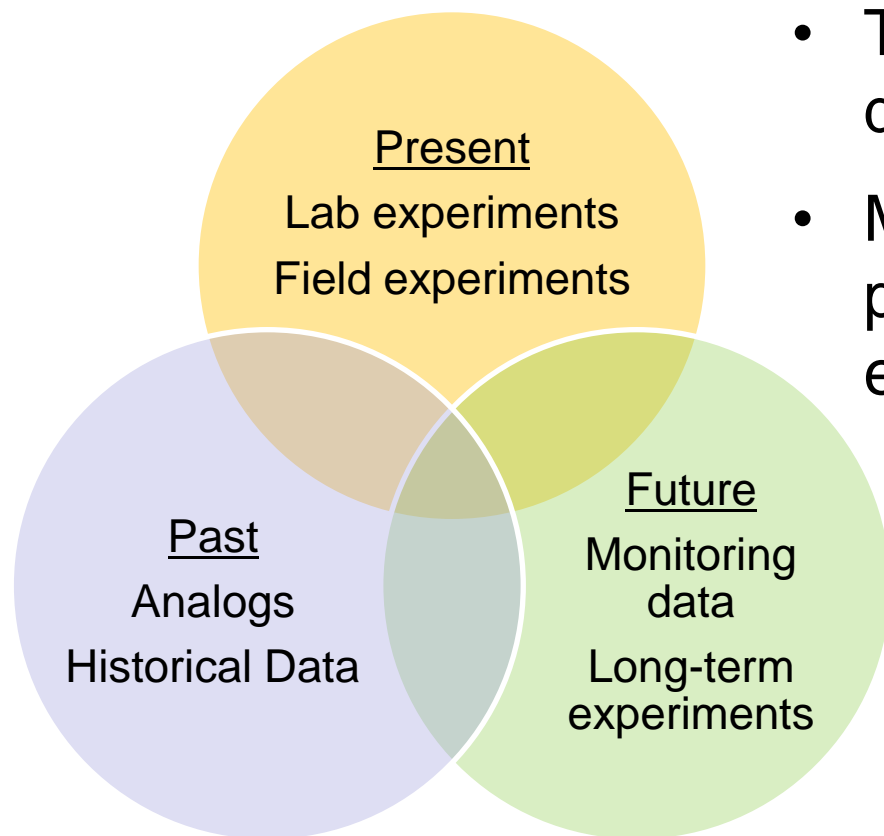 Present
Lab experiments
Field experiments
Past
Analogs
Historical Data
Future
Monitoring
data
Long-term
experiments